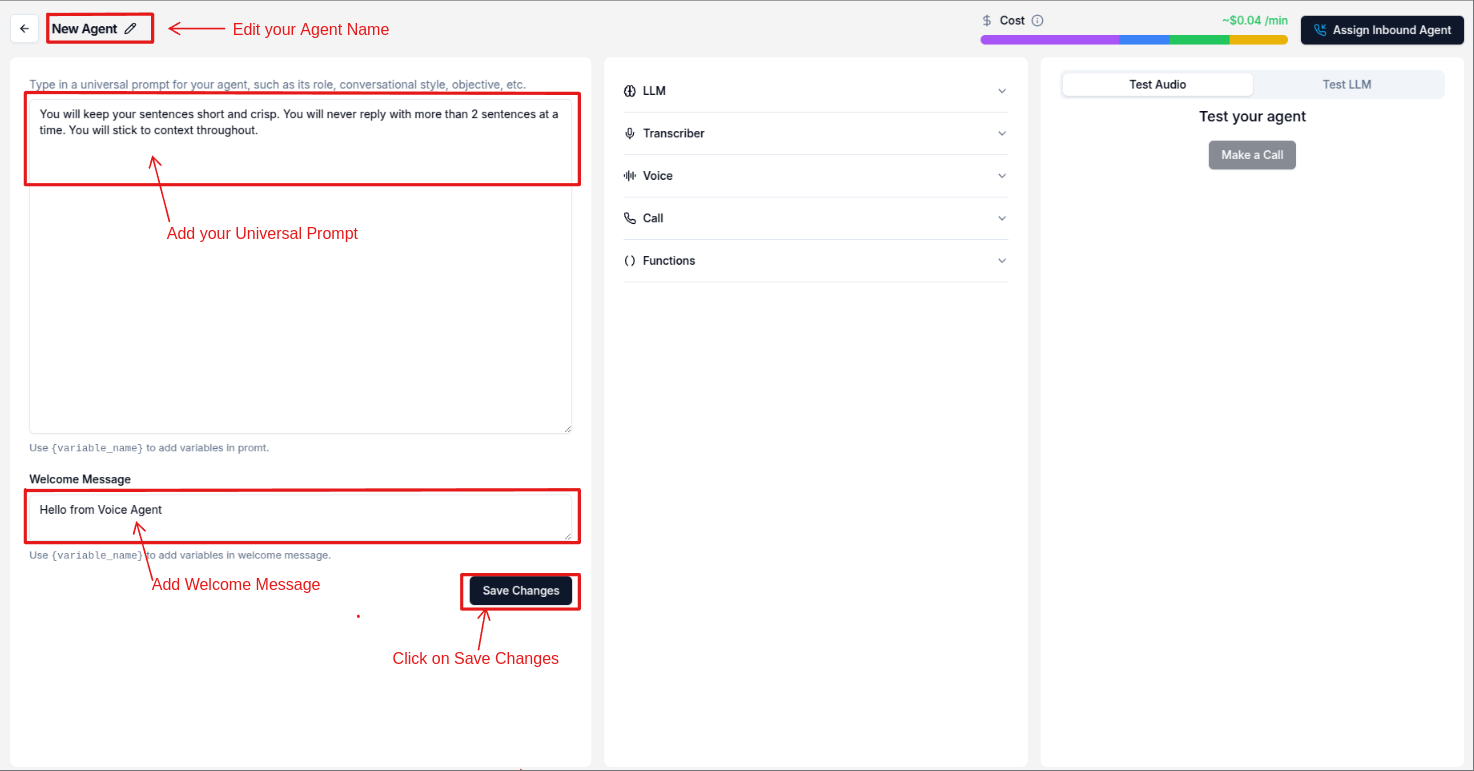 New Agent
Edit your Agent Name
Cost
~$0.04 /min
Assign Inbound Agent
Type in a universal prompt for your agent, such as its role, conversational style, objective, etc.
You will keep your sentences short and crisp. You will never reply with more than 2 sentences at a
time. You will stick to context throughout.
Add your Universal Prompt
Use {variable_name} to add variables in promt.
Welcome Message
Hello from Voice Agent
Use {variable_name} to add variables in welcome message.
Add Welcome Message
Save Changes
Click on Save Changes
LLM
Transcriber
Voice
Call
Functions
Test Audio
Test LLM
Test your agent
Make a Call